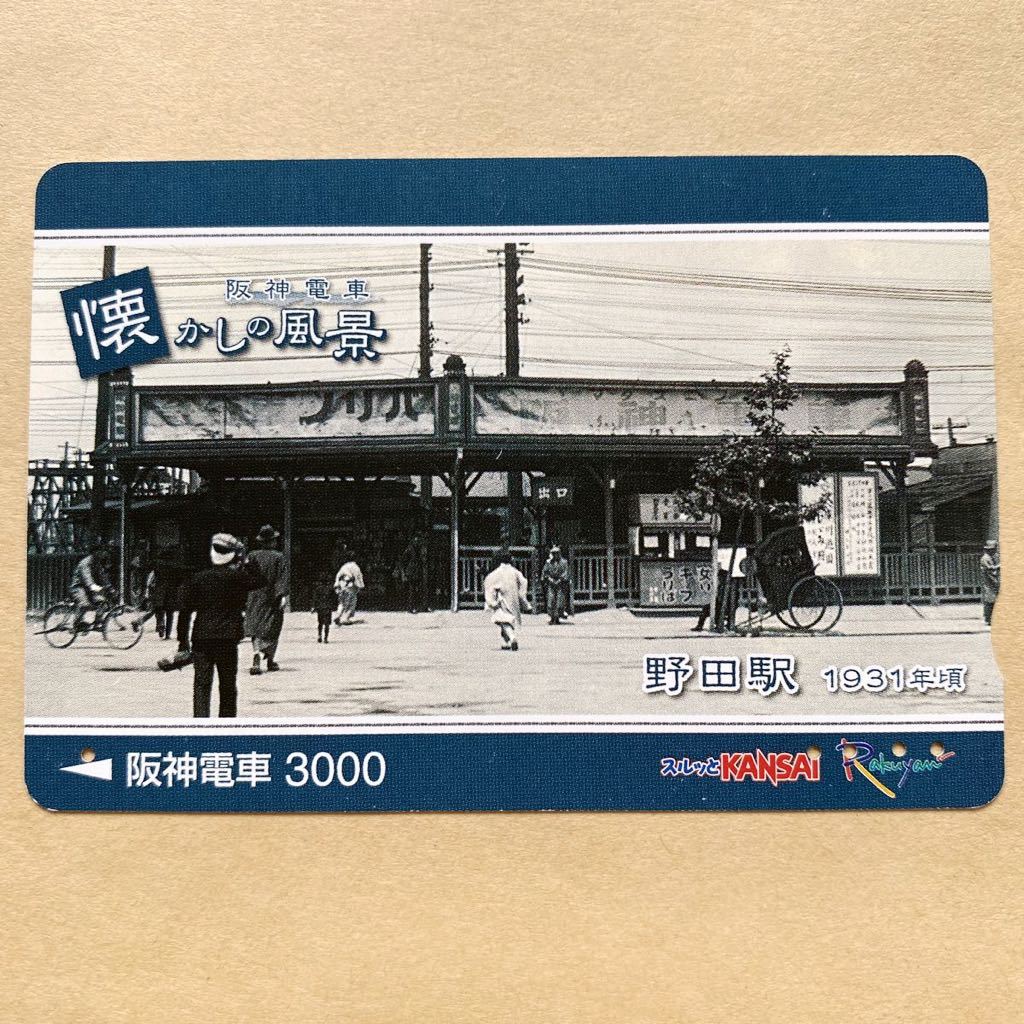 阪神電車
懐かしの風景
出口
野田駅 1931年頃
阪神電車 3000
スルッとKANSAI Rakuyan